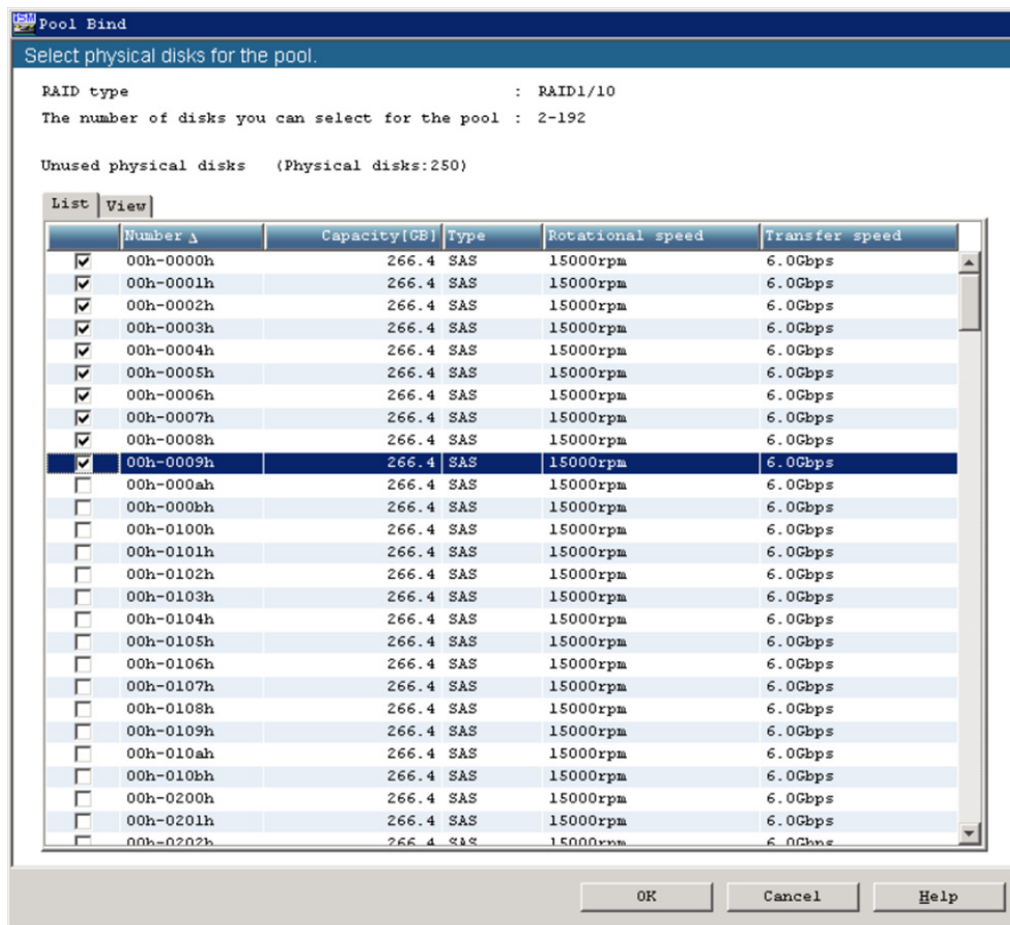 iSM Pool Bind
Select physical disks for the pool.
RAID type : RAID1/10
The number of disks you can select for the pool : 2-192
Unused physical disks (Physical disks:250)
List View
Number Capacity[GB] Type Rotational speed Transfer speed
00h-0000h 266.4 SAS 15000rpm 6.0Gbps
00h-0001h 266.4 SAS 15000rpm 6.0Gbps
00h-0002h 266.4 SAS 15000rpm 6.0Gbps
00h-0003h 266.4 SAS 15000rpm 6.0Gbps
00h-0004h 266.4 SAS 15000rpm 6.0Gbps
00h-0005h 266.4 SAS 15000rpm 6.0Gbps
00h-0006h 266.4 SAS 15000rpm 6.0Gbps
00h-0007h 266.4 SAS 15000rpm 6.0Gbps
00h-0008h 266.4 SAS 15000rpm 6.0Gbps
00h-0009h 266.4 SAS 15000rpm 6.0Gbps
00h-000ah 266.4 SAS 15000rpm 6.0Gbps
00h-000bh 266.4 SAS 15000rpm 6.0Gbps
00h-0100h 266.4 SAS 15000rpm 6.0Gbps
00h-0101h 266.4 SAS 15000rpm 6.0Gbps
00h-0102h 266.4 SAS 15000rpm 6.0Gbps
00h-0103h 266.4 SAS 15000rpm 6.0Gbps
00h-0104h 266.4 SAS 15000rpm 6.0Gbps
00h-0105h 266.4 SAS 15000rpm 6.0Gbps
00h-0106h 266.4 SAS 15000rpm 6.0Gbps
00h-0107h 266.4 SAS 15000rpm 6.0Gbps
00h-0108h 266.4 SAS 15000rpm 6.0Gbps
00h-0109h 266.4 SAS 15000rpm 6.0Gbps
00h-010ah 266.4 SAS 15000rpm 6.0Gbps
00h-010bh 266.4 SAS 15000rpm 6.0Gbps
00h-0200h 266.4 SAS 15000rpm 6.0Gbps
00h-0201h 266.4 SAS 15000rpm 6.0Gbps
00h-0202h 266.4 SAS 15000rpm 6.0Gbps
OK Cancel Help